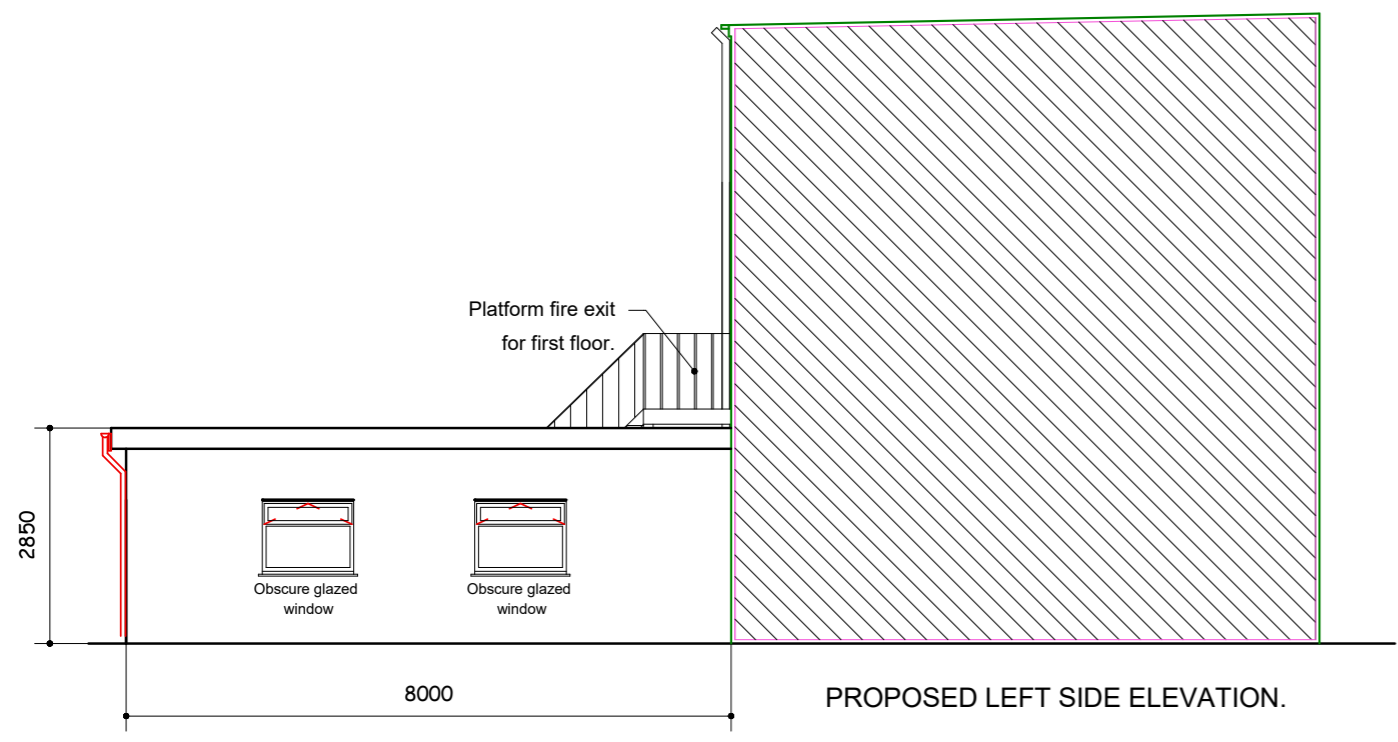 Platform fire exit
for first floor.
2850
Obscure glazed
window
Obscure glazed
window
8000
PROPOSED LEFT SIDE ELEVATION.